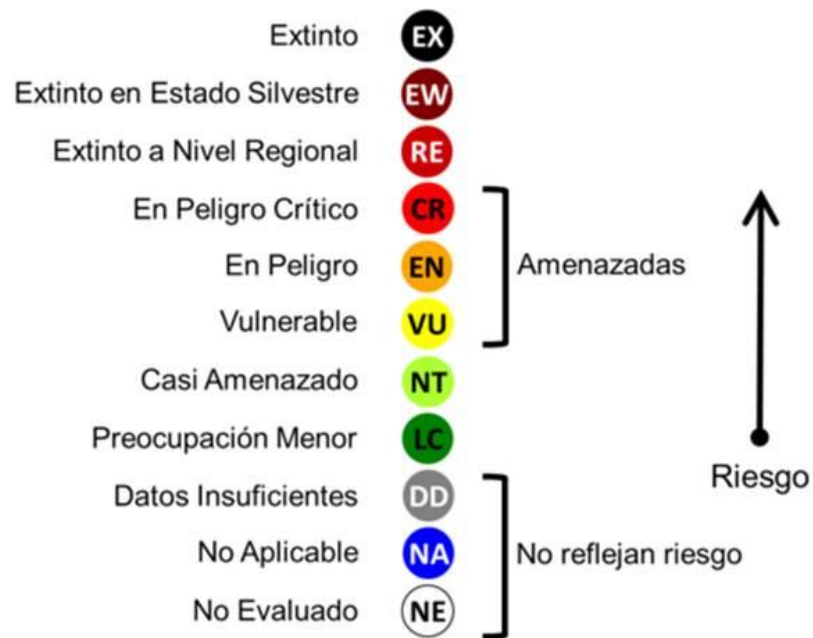 Extinto EX
Extinto en Estado Silvestre EW
Extinto a Nivel Regional RE
En Peligro Crítico CR
En Peligro EN Amenazadas
Vulnerable VU
Casi Amenazado NT
Preocupación Menor LC
Riesgo
Datos Insuficientes DD
No Aplicable NA No reflejan riesgo
No Evaluado NE